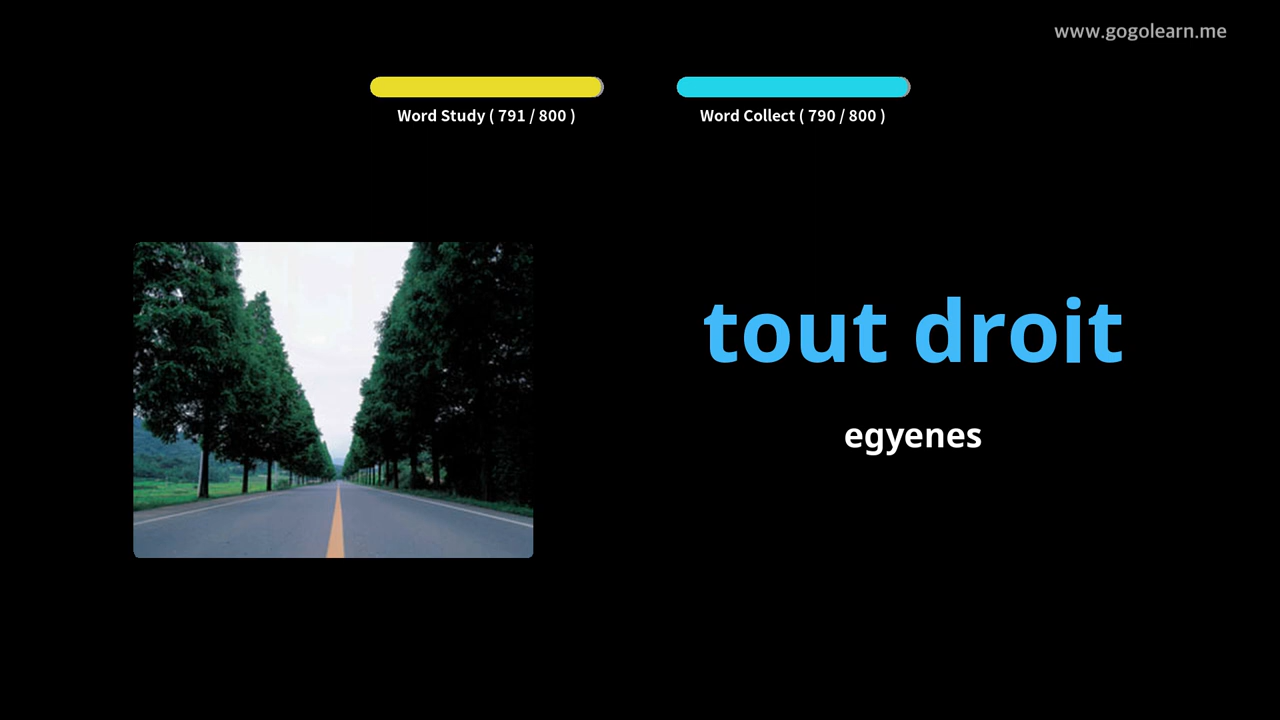 www.gogolearn.me
Word Study ( 791 / 800 )
Word Collect ( 790 / 800 )
tout droit
egyenes